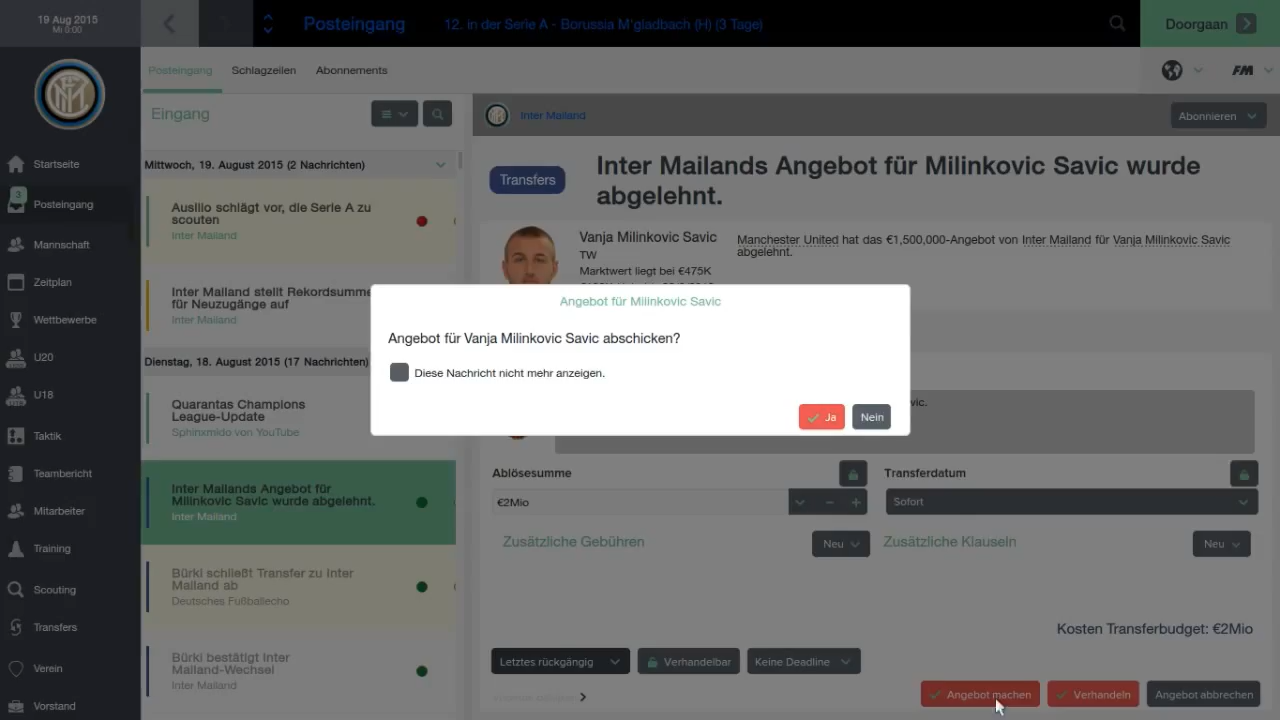 19 Aug 2015
Mi 9:00
Posteingang
12. in der Serie A - Borussia M'gladbach (H) (3 Tage)
Doorgaan
Posteingang
Schlagzeilen
Abonnements
FM
Eingang
Inter Mailand
Abonnieren
Startseite
3
Posteingang
Mannschaft
Zeitplan
Wettbewerbe
U20
U18
Taktik
Teambericht
Mitarbeiter
Training
Scouting
Transfers
Verein
Vorstand
Mittwoch, 19. August 2015 (2 Nachrichten)
Ausilio schlägt vor, die Serie A zu
scouten
Inter Mailand
Inter Mailand stellt Rekordsumme
für Neuzugänge auf
Inter Mailand
Dienstag, 18. August 2015 (17 Nachrichten)
Quarantas Champions
League-Update
Sphinxmido von YouTube
Inter Mailands Angebot für
Milinkovic Savic wurde abgelehnt.
Inter Mailand
Bürki schließt Transfer zu Inter
Mailand ab
Deutsches Fußballecho
Bürki bestätigt Inter
Mailand-Wechsel
Inter Mailand
Transfers
Inter Mailands Angebot für Milinkovic Savic wurde
abgelehnt.
Vanja Milinkovic Savic
TW
Marktwert liegt bei €475K
Manchester United hat das €1,500,000-Angebot von Inter Mailand für Vanja Milinkovic Savic
abgelehnt.
Angebot für Milinkovic Savic
Angebot für Vanja Milinkovic Savic abschicken?
Diese Nachricht nicht mehr anzeigen.
Ja
Nein
vic.
Ablösesumme
Transferdatum
€2Mio
Sofort
Zusätzliche Gebühren
Neu
Zusätzliche Klauseln
Neu
Kosten Transferbudget: €2Mio
Letztes rückgängig
Verhandelbar
Keine Deadline
Angebot machen
Verhandeln
Angebot abbrechen